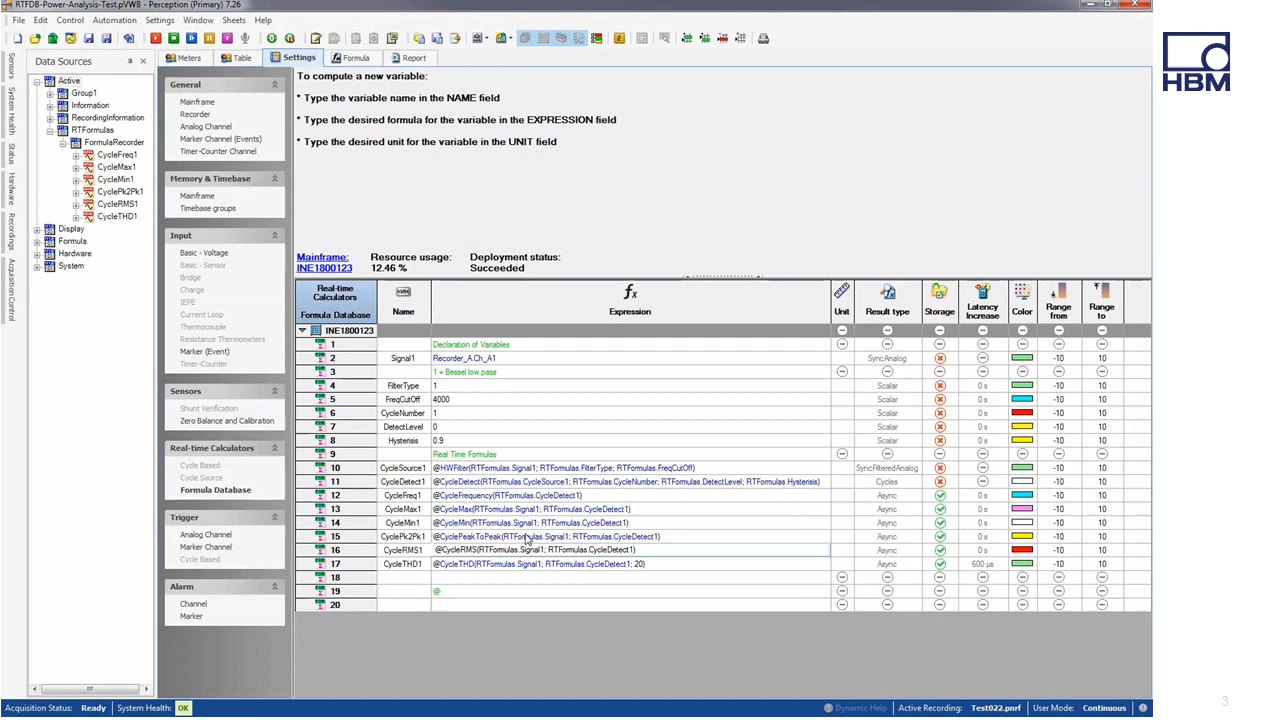 RTFDB-Power-Analysis-Test.pVWB - Perception (Primary) 7.26
File Edit Control Automation Settings Window Sheets Help
Data Sources
Meters Table Settings Formula Report
Sensors
System Health
Status
Hardware
Recordings
Acquisition Control
Active
Group1
Information
RecordingInformation
RTFormulas
FormulaRecorder
CycleFreq1
CycleMax1
CycleMin1
CyclePk2Pk1
CycleRMS1
CycleTHD1
Display
Formula
Hardware
System
General
Mainframe
Recorder
Analog Channel
Marker Channel (Events)
Timer-Counter Channel
Memory & Timebase
Mainframe
Timebase groups
Input
Basic - Voltage
Basic - Sensor
Bridge
Charge
IEPE
Current Loop
Thermocouple
Resistance Thermometers
Marker (Event)
Timer-Counter
Sensors
Shunt Verification
Zero Balance and Calibration
Real-time Calculators
Cycle Based
Cycle Source
Formula Database
Trigger
Analog Channel
Marker Channel
Cycle Based
Alarm
Channel
Marker
To compute a new variable:
* Type the variable name in the NAME field
* Type the desired formula for the variable in the EXPRESSION field
* Type the desired unit for the variable in the UNIT field
Mainframe: Resource usage: Deployment status:
INE1800123 12.46 % Succeeded
Real-time Calculators Formula Database Name Expression Unit Result type Storage Latency Increase Color Range from Range to
INE1800123
1 Declaration of Variables
2 Signal1 Recorder_A.Ch_A1 SyncAnalog -10 10
3 1 = Bessel low pass
4 FilterType 1 Scalar 0 s -10 10
5 FreqCutOff 4000 Scalar 0 s -10 10
6 CycleNumber 1 Scalar 0 s -10 10
7 DetectLevel 0 Scalar 0 s -10 10
8 Hysterisis 0.9 Scalar 0 s -10 10
9 Real Time Formulas
10 CycleSource1 @HWFilter(RTFormulas.Signal1; RTFormulas.FilterType; RTFormulas.FreqCutOff) SyncFilteredAnalog -10 10
11 CycleDetect1 @CycleDetect(RTFormulas.CycleSource1; RTFormulas.CycleNumber; RTFormulas.DetectLevel; RTFormulas.Hysterisis) Cycles -10 10
12 CycleFreq1 @CycleFrequency(RTFormulas.CycleDetect1) Async 0 s -10 10
13 CycleMax1 @CycleMax(RTFormulas.Signal1; RTFormulas.CycleDetect1) Async 0 s -10 10
14 CycleMin1 @CycleMin(RTFormulas.Signal1; RTFormulas.CycleDetect1) Async 0 s -10 10
15 CyclePk2Pk1 @CyclePeakToPeak(RTFormulas.Signal1; RTFormulas.CycleDetect1) Async 0 s -10 10
16 CycleRMS1 @CycleRMS(RTFormulas.Signal1; RTFormulas.CycleDetect1) Async 0 s -10 10
17 CycleTHD1 @CycleTHD(RTFormulas.Signal1; RTFormulas.CycleDetect1; 20) Async 600 µs -10 10
18
19 @
20
Acquisition Status: Ready System Health: OK Dynamic Help Active Recording: Test022.pnrf User Mode: Continuous
HBM
3